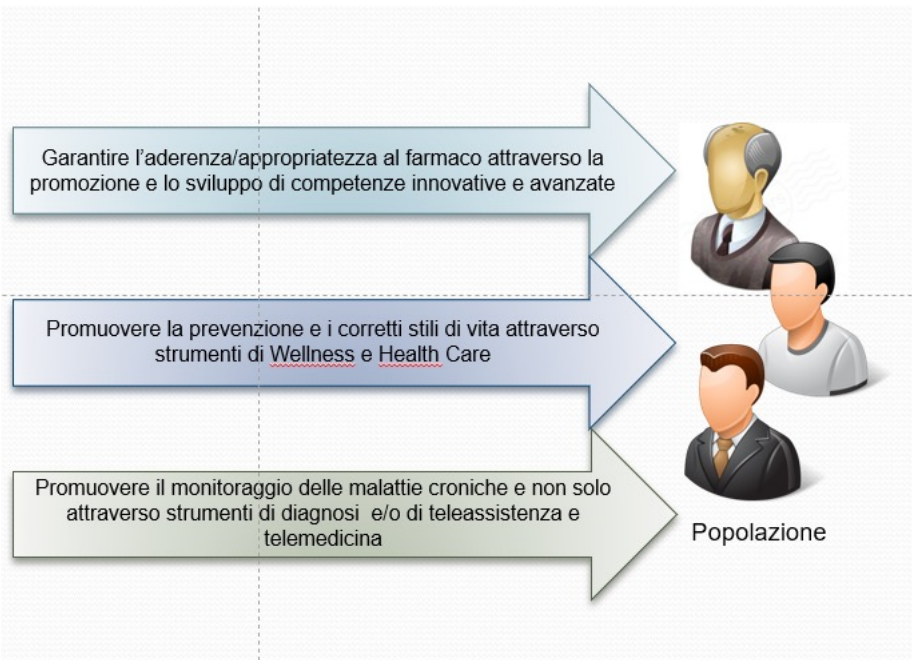 Garantire l'aderenza/appropriatezza al farmaco attraverso la
promozione e lo sviluppo di competenze innovative e avanzate
Promuovere la prevenzione e i corretti stili di vita attraverso
strumenti di Wellness e Health Care
Promuovere il monitoraggio delle malattie croniche e non solo
attraverso strumenti di diagnosi  e/o di teleassistenza e
telemedicina
Popolazione